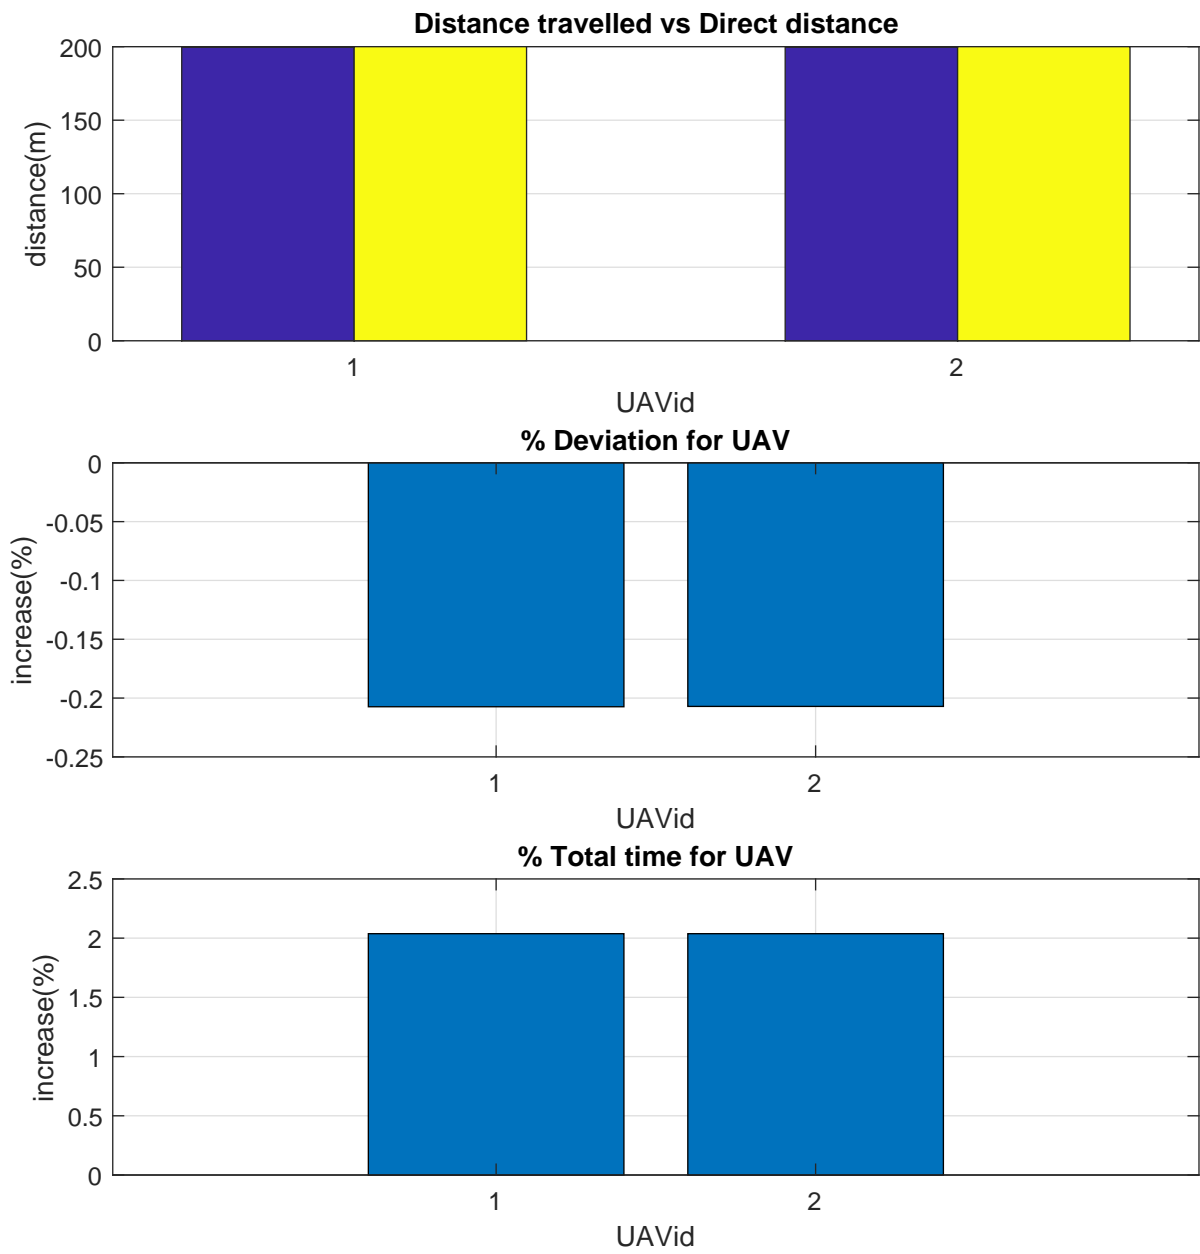 Distance travelled vs Direct distance
200
150
100
50
0
distance(m)
1 2
UAVid
% Deviation for UAV
0
-0.05
-0.1
-0.15
-0.2
-0.25
increase(%)
1 2
UAVid
% Total time for UAV
2.5
2
1.5
1
0.5
0
increase(%)
1 2
UAVid